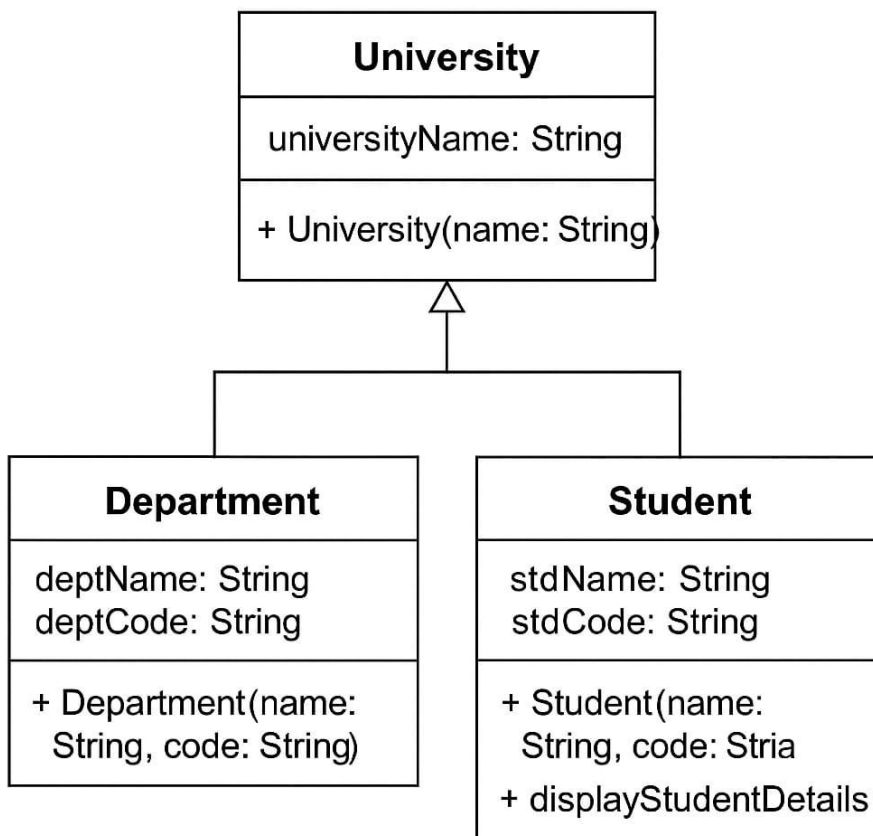 University
universityName: String
+ University(name: String)
Department
deptName: String
deptCode: String
+ Department(name:
String, code: String)
Student
stdName: String
stdCode: String
+ Student(name:
String, code: Stria
+ displayStudentDetails